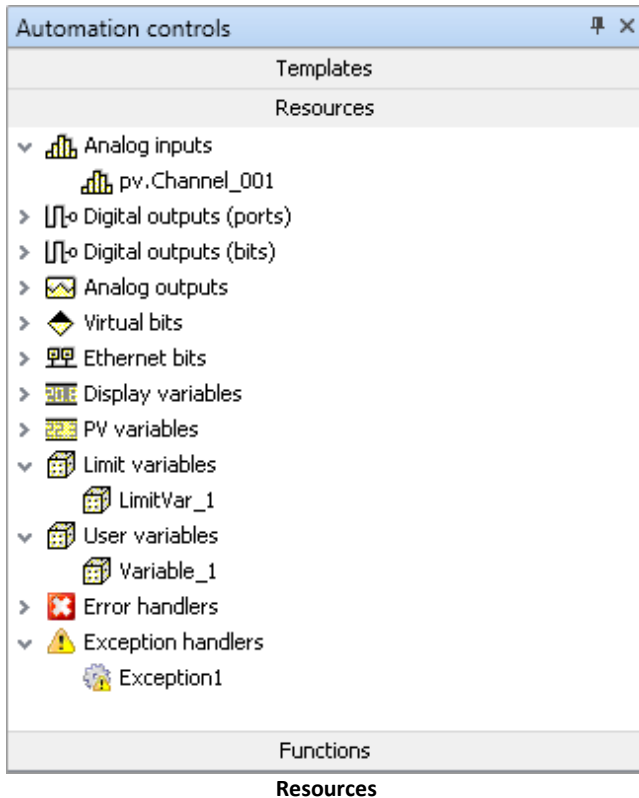 Automation controls
Templates
Resources
Analog inputs
pv.Channel_001
Digital outputs (ports)
Digital outputs (bits)
Analog outputs
Virtual bits
Ethernet bits
Display variables
PV variables
Limit variables
LimitVar_1
User variables
Variable_1
Error handlers
Exception handlers
Exception1
Functions
Resources